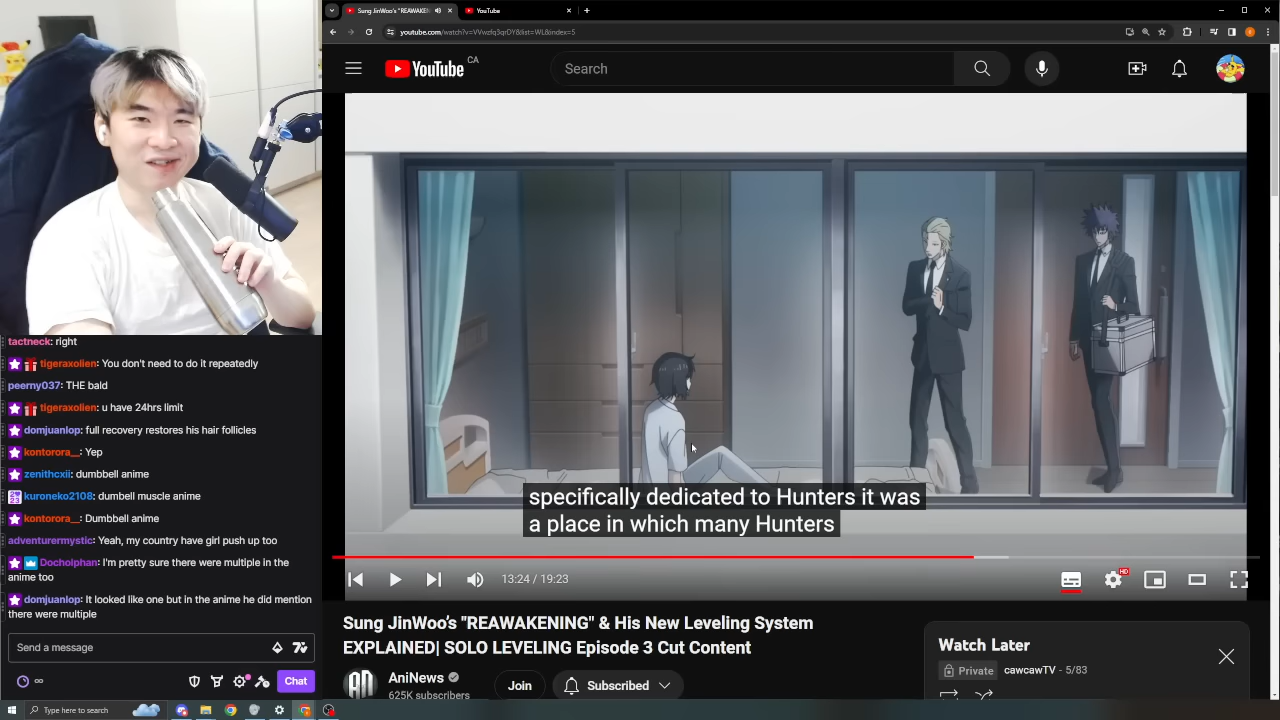 Sung JinWoo's "REAWAKEN
YouTube
youtube.com/watch?v=VVwzfq3qrDY&list=WL&index=5
YouTube CA
Search
specifically dedicated to Hunters it was
a place in which many Hunters
13:24 / 19:23
HD
Sung JinWoo's "REAWAKENING" & His New Leveling System
EXPLAINED| SOLO LEVELING Episode 3 Cut Content
AniNews
625K subscribers
Join
Subscribed
Watch Later
Private cawcawTV - 5/83
tactneck: right
tigeraxolien: You don't need to do it repeatedly
peerny037: THE bald
tigeraxolien: u have 24hrs limit
domjuanlop: full recovery restores his hair follicles
kontorora__: Yep
zenithcxii: dumbbell anime
kuroneko2108: dumbell muscle anime
kontorora__: Dumbbell anime
adventurermystic: Yeah, my country have girl push up too
Dochoiphan: I'm pretty sure there were multiple in the
anime too
domjuanlop: It looked like one but in the anime he did mention
there were multiple
Send a message
Chat
Type here to search